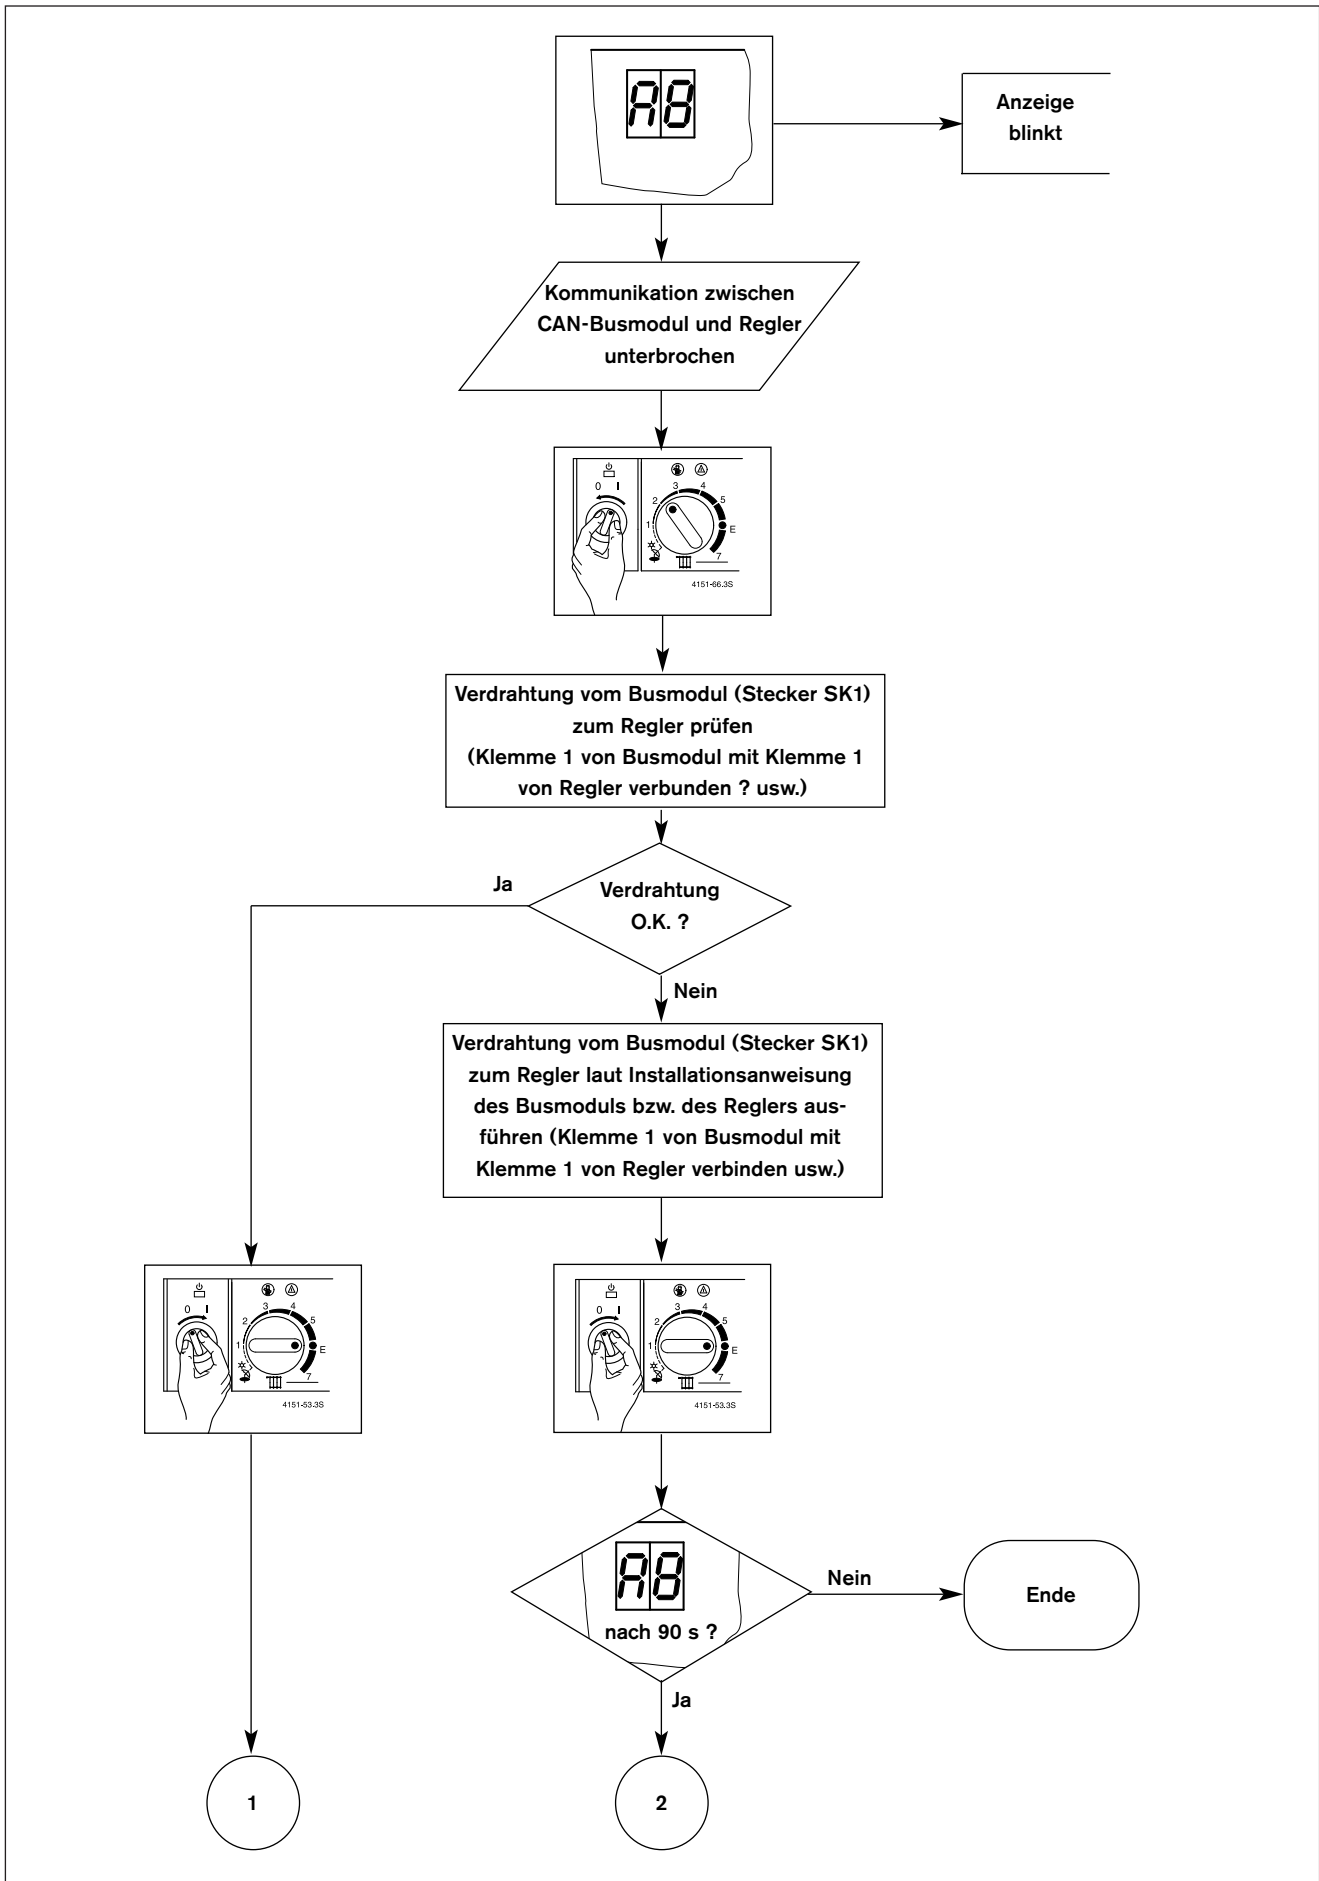 A8
Anzeige
blinkt
Kommunikation zwischen
CAN-Busmodul und Regler
unterbrochen
0 I
1 2 3 4 5 E 7
4151-66.3S
Verdrahtung vom Busmodul (Stecker SK1)
zum Regler prüfen
(Klemme 1 von Busmodul mit Klemme 1
von Regler verbunden ? usw.)
Ja
Verdrahtung
O.K. ?
Nein
Verdrahtung vom Busmodul (Stecker SK1)
zum Regler laut Installationsanweisung
des Busmoduls bzw. des Reglers aus-
führen (Klemme 1 von Busmodul mit
Klemme 1 von Regler verbinden usw.)
0 I
1 2 3 4 5 E 7
4151-53.3S
0 I
1 2 3 4 5 E 7
4151-53.3S
A8
nach 90 s ?
Nein
Ende
Ja
1
2